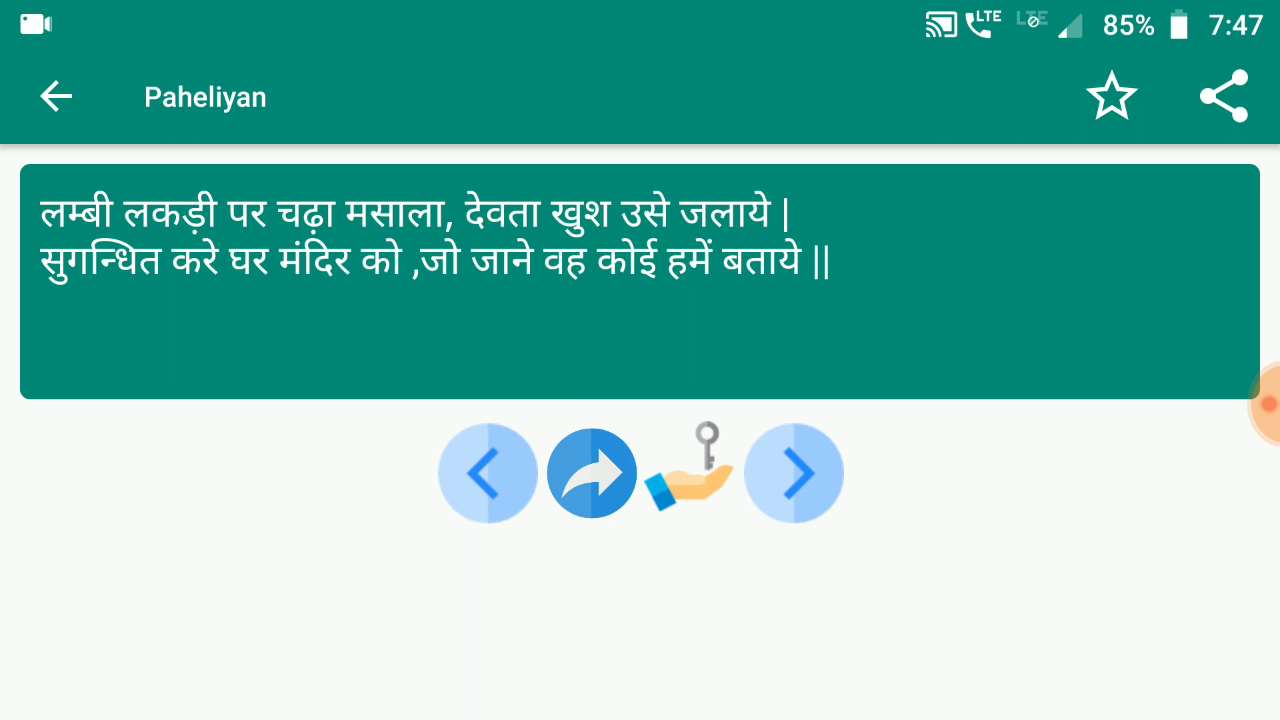 LTE LTE 85% 7:47
Paheliyan
लम्बी लकड़ी पर चढ़ा मसाला, देवता खुश उसे जलाये |
सुगन्धित करे घर मंदिर को ,जो जाने वह कोई हमें बताये ||